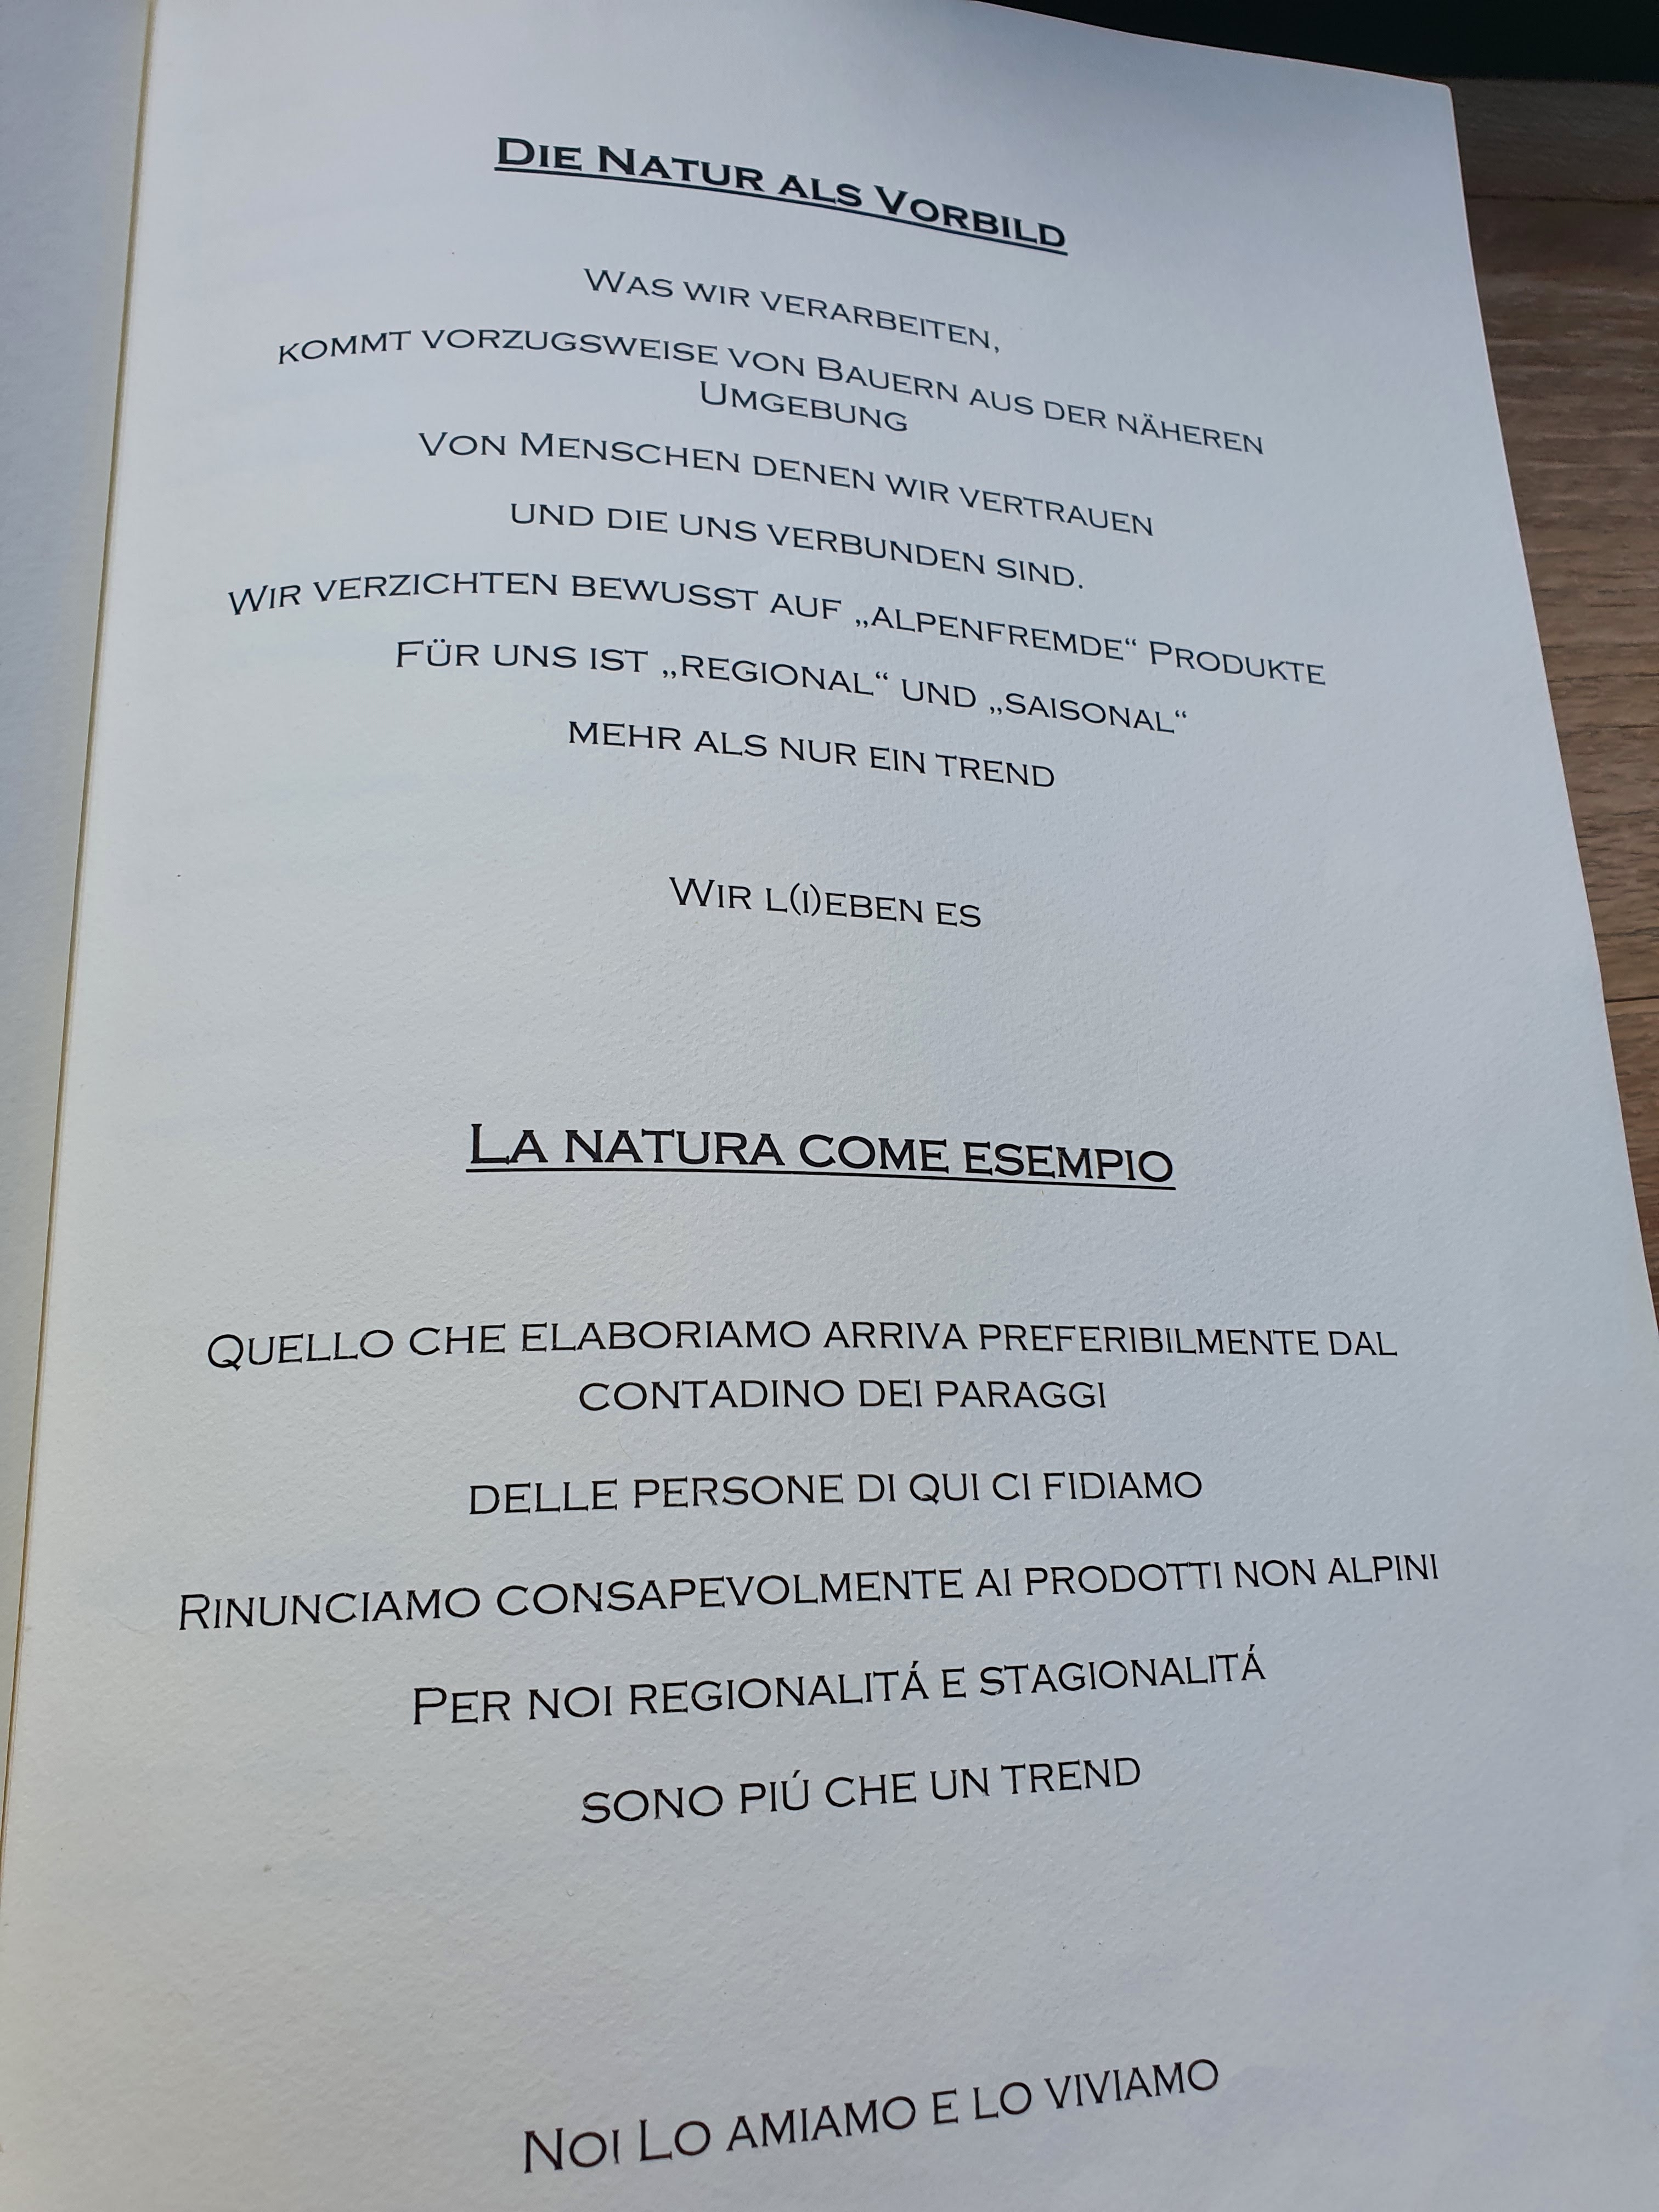 Die Natur als Vorbild
Was wir verarbeiten,
kommt vorzugsweise von Bauern aus der näheren
Umgebung
von Menschen denen wir vertrauen
und die uns verbunden sind.
Wir verzichten bewusst auf „alpenfremde“ Produkte
Für uns ist „regional“ und „saisonal“
mehr als nur ein Trend
Wir l(i)eben es
La natura come esempio
Quello che elaboriamo arriva preferibilmente dal
contadino dei paraggi
delle persone di qui ci fidiamo
Rinunciamo consapevolmente ai prodotti non alpini
Per noi regionalitá e stagionalitá
sono piú che un trend
Noi Lo amiamo e lo viviamo